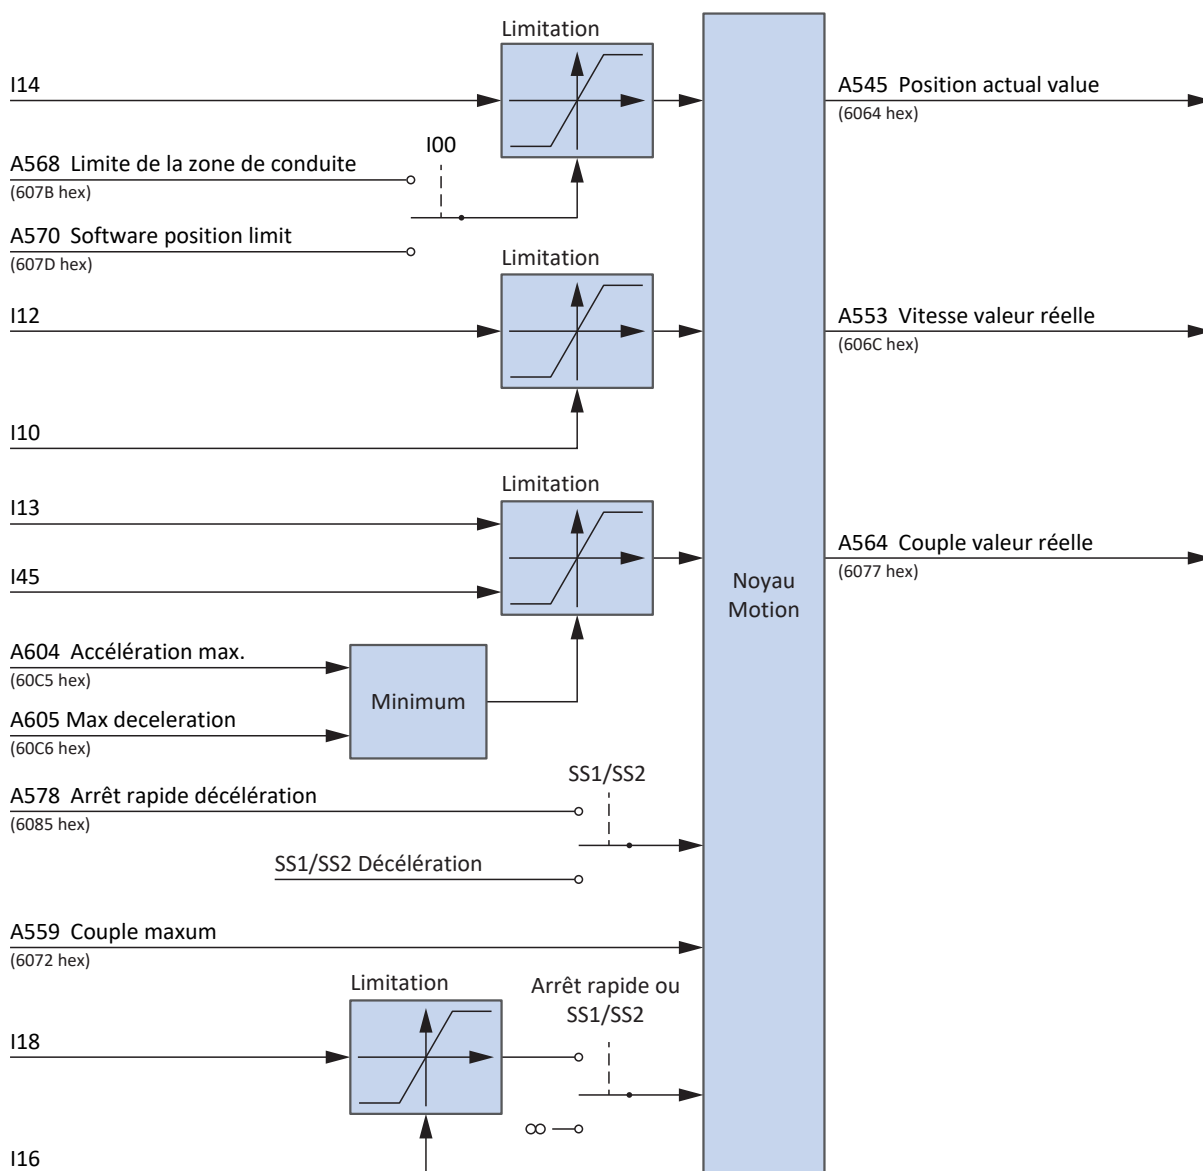 Limitation
I14
A545 Position actual value
(6064 hex)
I00
A568 Limite de la zone de conduite
(607B hex)
A570 Software position limit
(607D hex)
Limitation
I12
A553 Vitesse valeur réelle
(606C hex)
I10
Limitation
I13
A564 Couple valeur réelle
(6077 hex)
I45
Noyau
Motion
A604 Accélération max.
(60C5 hex)
Minimum
A605 Max deceleration
(60C6 hex)
SS1/SS2
A578 Arrêt rapide décélération
(6085 hex)
SS1/SS2 Décélération
A559 Couple maxum
(6072 hex)
Limitation
Arrêt rapide ou
SS1/SS2
I18
∞
I16